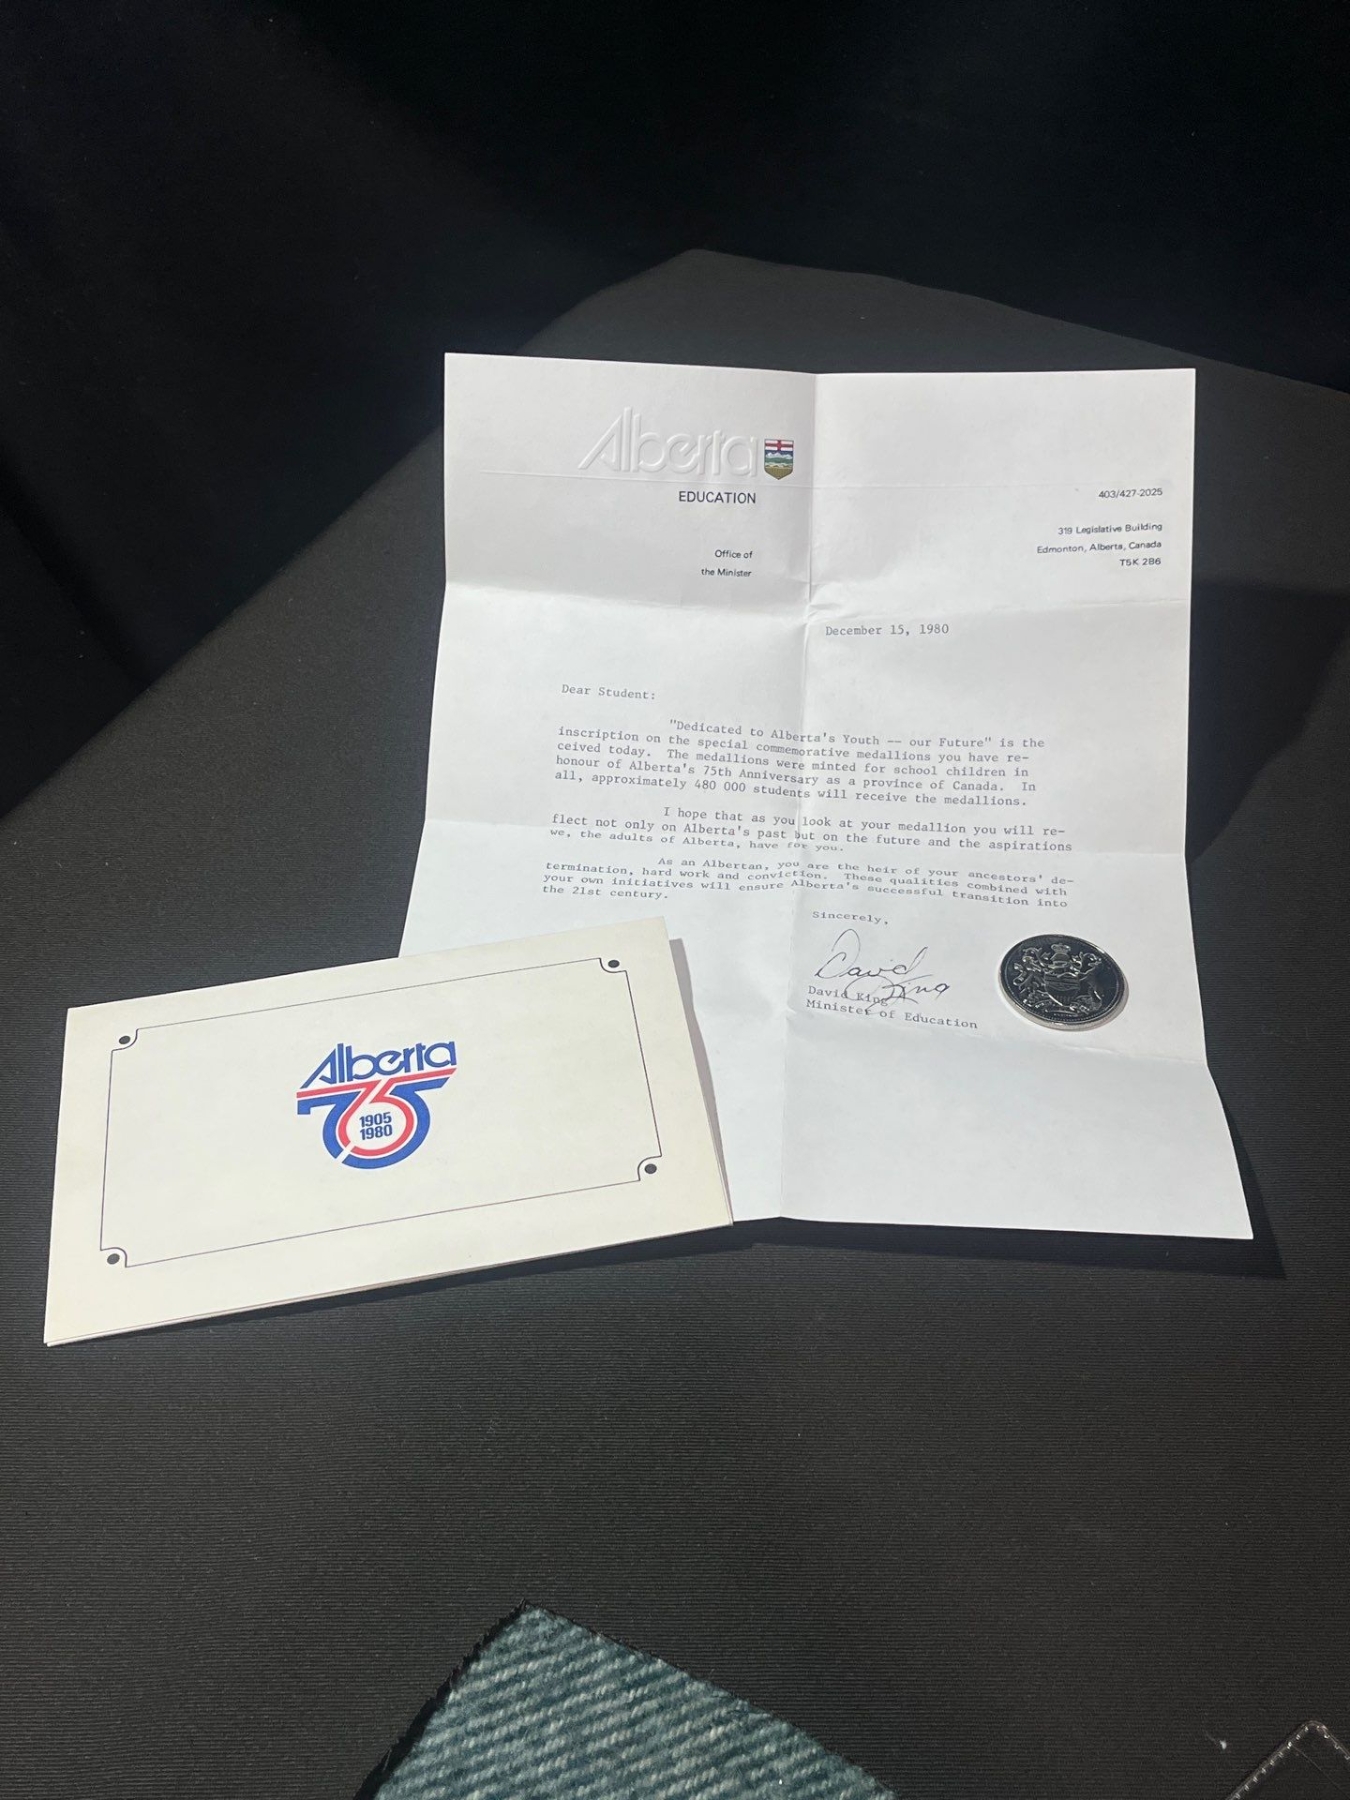 Alberta
EDUCATION
Office of
the Minister
403/427-2025
319 Legislative Building
Edmonton, Alberta, Canada
T5K 2B6
December 15, 1980
Dear Student:
"Dedicated to Alberta's Youth -- our Future" is the
inscription on the special commemorative medallions you have re-
ceived today. The medallions were minted for school children in
honour of Alberta's 75th Anniversary as a province of Canada. In
all, approximately 480 000 students will receive the medallions.
I hope that as you look at your medallion you will re-
flect not only on Alberta's past but on the future and the aspirations
we, the adults of Alberta, have for you.
As an Albertan, you are the heir of your ancestors' de-
termination, hard work and conviction. These qualities combined with
your own initiatives will ensure Alberta's successful transition into
the 21st century.
Sincerely,
David King
David King
Minister of Education
Alberta
75
1905
1980